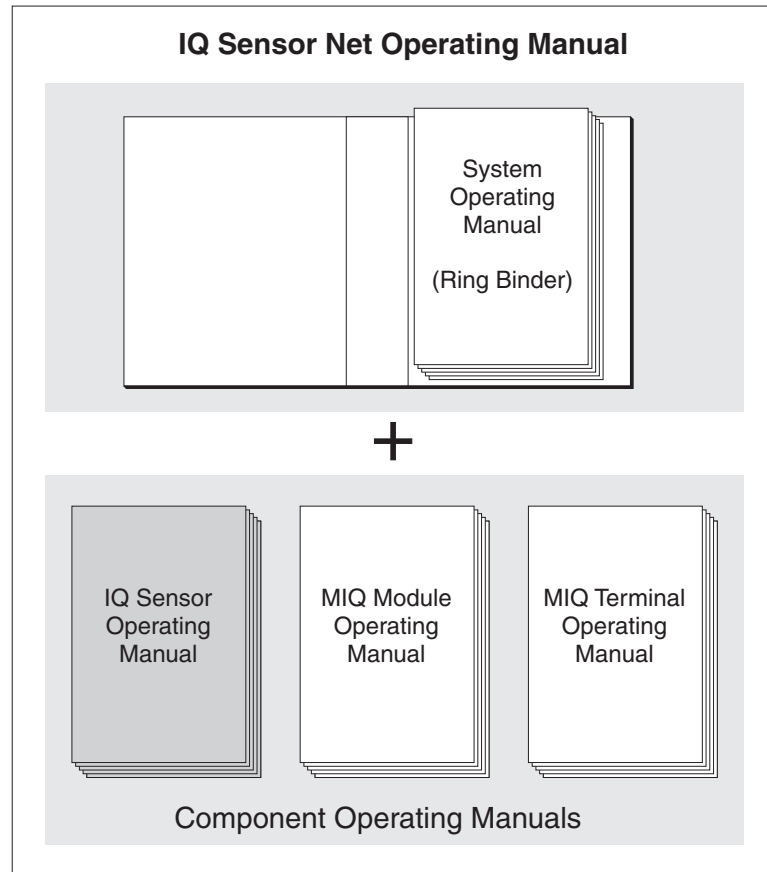 IQ Sensor Net Operating Manual
System
Operating
Manual
(Ring Binder)
+
IQ Sensor
Operating
Manual
MIQ Module
Operating
Manual
MIQ Terminal
Operating
Manual
Component Operating Manuals